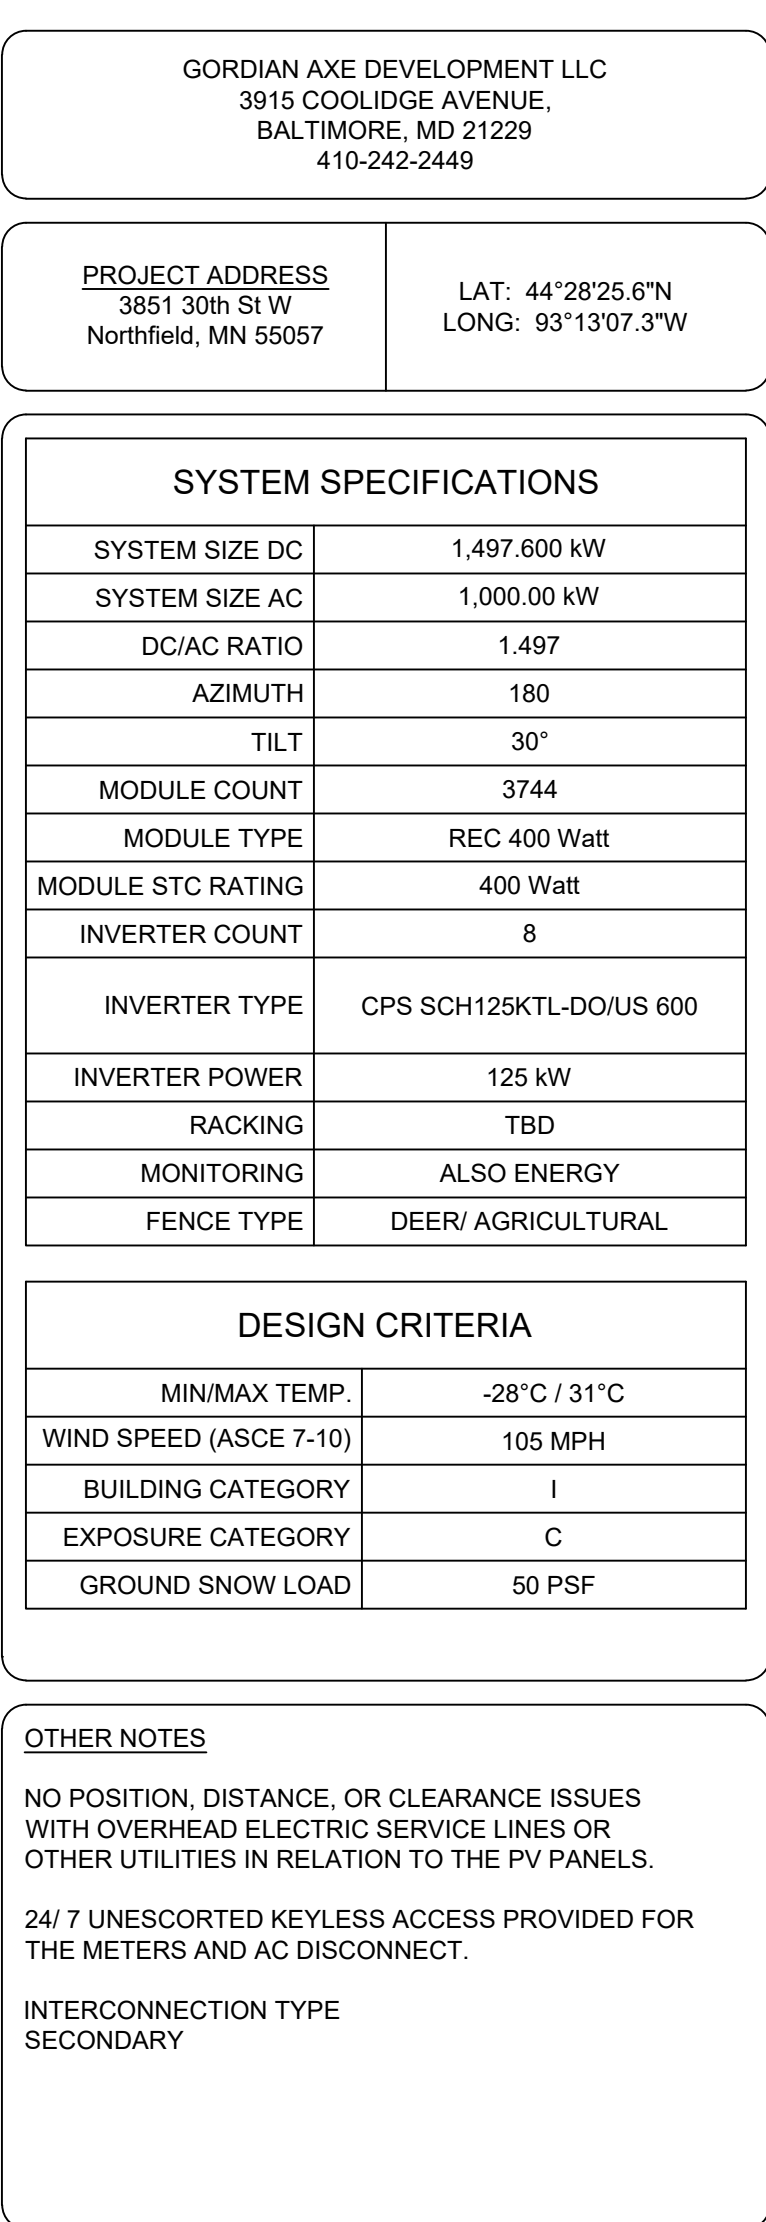 GORDIAN AXE DEVELOPMENT LLC
3915 COOLIDGE AVENUE,
BALTIMORE, MD 21229
410-242-2449
PROJECT ADDRESS
3851 30th St W
Northfield, MN 55057
LAT: 44°28'25.6"N
LONG: 93°13'07.3"W
SYSTEM SPECIFICATIONS
SYSTEM SIZE DC 1,497.600 kW
SYSTEM SIZE AC 1,000.00 kW
DC/AC RATIO 1.497
AZIMUTH 180
TILT 30°
MODULE COUNT 3744
MODULE TYPE REC 400 Watt
MODULE STC RATING 400 Watt
INVERTER COUNT 8
INVERTER TYPE CPS SCH125KTL-DO/US 600
INVERTER POWER 125 kW
RACKING TBD
MONITORING ALSO ENERGY
FENCE TYPE DEER/ AGRICULTURAL
DESIGN CRITERIA
MIN/MAX TEMP. -28°C / 31°C
WIND SPEED (ASCE 7-10) 105 MPH
BUILDING CATEGORY I
EXPOSURE CATEGORY C
GROUND SNOW LOAD 50 PSF
OTHER NOTES
NO POSITION, DISTANCE, OR CLEARANCE ISSUES
WITH OVERHEAD ELECTRIC SERVICE LINES OR
OTHER UTILITIES IN RELATION TO THE PV PANELS.
24/ 7 UNESCORTED KEYLESS ACCESS PROVIDED FOR
THE METERS AND AC DISCONNECT.
INTERCONNECTION TYPE
SECONDARY